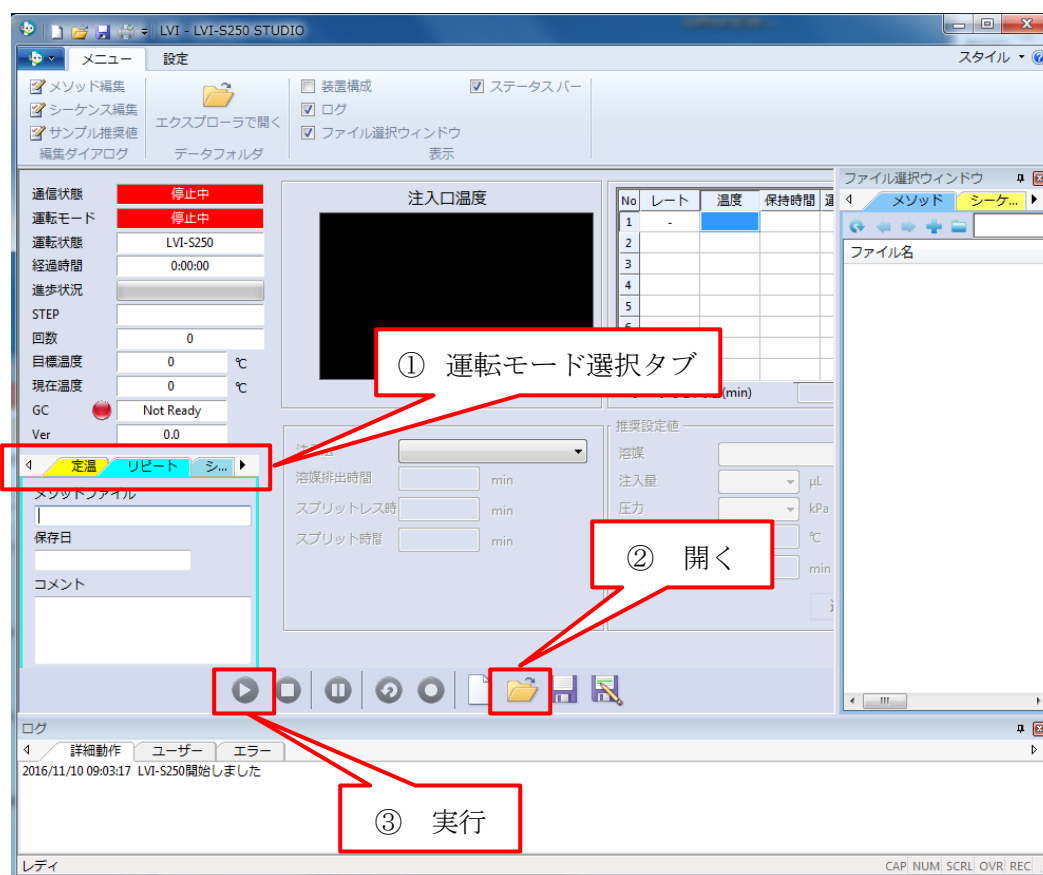 LVI - LVI-S250 STUDIO
メニュー 設定 スタイル
メソッド編集
シーケンス編集
サンプル推奨値
編集ダイアログ
エクスプローラで開く
データフォルダ
装置構成 ステータス バー
ログ
ファイル選択ウィンドウ
表示
通信状態 停止中
運転モード 停止中
運転状態 LVI-S250
経過時間 0:00:00
進歩状況
STEP
回数 0
目標温度 0 ℃
現在温度 0 ℃
GC Not Ready
Ver 0.0
定温 リピート シ...
メソッドファイル
保存日
コメント
注入口温度
No レート 温度 保持時間
1 -
2
3
4
5
(min)
① 運転モード選択タブ
溶媒排出時間 min
スプリットレス時 min
スプリット時間 min
推奨設定値
溶媒
注入量 µL
圧力 kPa
℃
min
② 開く
ファイル選択ウィンドウ
メソッド シーケ...
ファイル名
ログ
詳細動作 ユーザー エラー
2016/11/10 09:03:17 LVI-S250開始しました
③ 実行
レディ CAP NUM SCRL OVR REC